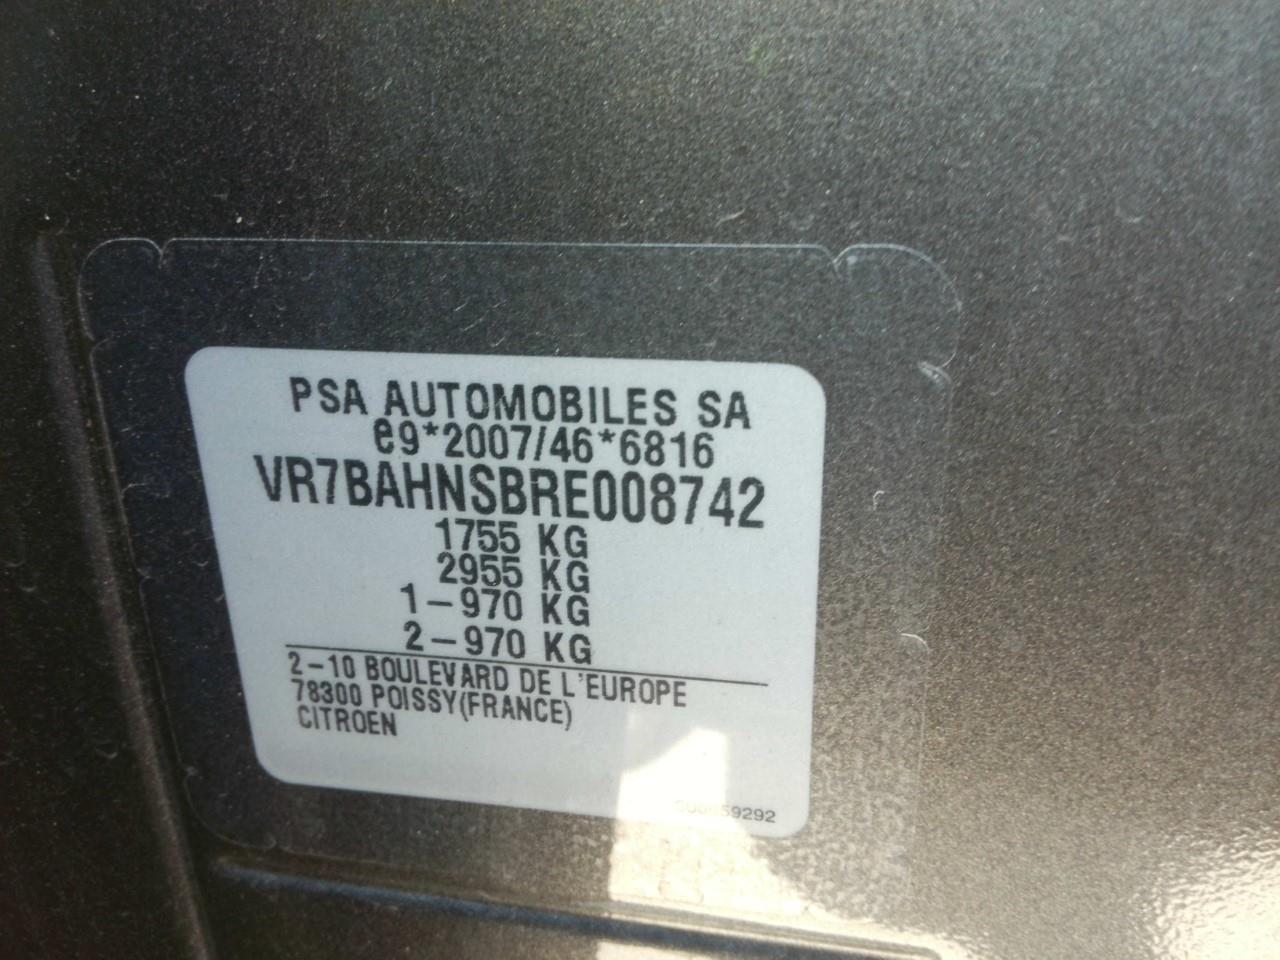 PSA AUTOMOBILES SA
e9*2007/46*6816
VR7BAHNSBRE008742
1755 KG
2955 KG
1-970 KG
2-970 KG
2-10 BOULEVARD DE L'EUROPE
78300 POISSY(FRANCE)
CITROEN